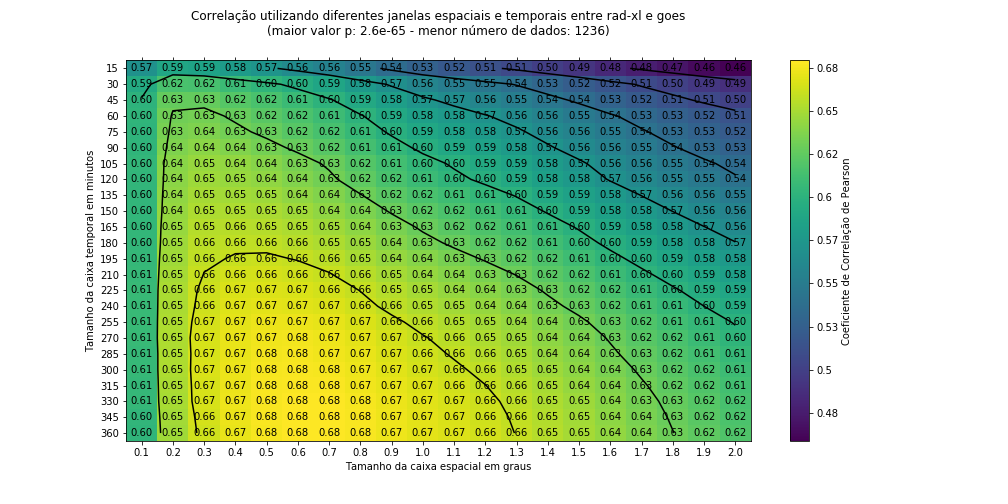 Correlação utilizando diferentes janelas espaciais e temporais entre rad-xl e goes
(maior valor p: 2.6e-65 - menor número de dados: 1236)
Tamanho da caixa temporal em minutos
15 0.57 0.59 0.59 0.58 0.57 0.56 0.56 0.55 0.54 0.53 0.52 0.51 0.51 0.50 0.49 0.48 0.48 0.47 0.46 0.46
30 0.59 0.62 0.62 0.61 0.60 0.60 0.59 0.58 0.57 0.56 0.55 0.55 0.54 0.53 0.52 0.52 0.51 0.50 0.49 0.49
45 0.60 0.63 0.63 0.62 0.62 0.61 0.60 0.59 0.58 0.57 0.57 0.56 0.55 0.54 0.54 0.53 0.52 0.51 0.51 0.50
60 0.60 0.63 0.63 0.63 0.62 0.62 0.61 0.60 0.59 0.58 0.58 0.57 0.56 0.56 0.55 0.54 0.53 0.53 0.52 0.51
75 0.60 0.63 0.64 0.63 0.63 0.62 0.62 0.61 0.60 0.59 0.58 0.58 0.57 0.56 0.56 0.55 0.54 0.53 0.53 0.52
90 0.60 0.64 0.64 0.64 0.63 0.63 0.62 0.61 0.61 0.60 0.59 0.59 0.58 0.57 0.56 0.56 0.55 0.54 0.53 0.53
105 0.60 0.64 0.65 0.64 0.64 0.63 0.63 0.62 0.61 0.60 0.60 0.59 0.59 0.58 0.57 0.56 0.56 0.55 0.54 0.54
120 0.60 0.64 0.65 0.64 0.64 0.64 0.63 0.62 0.62 0.61 0.60 0.60 0.59 0.58 0.58 0.57 0.56 0.55 0.55 0.54
135 0.60 0.64 0.65 0.65 0.64 0.64 0.64 0.63 0.62 0.62 0.61 0.61 0.60 0.59 0.59 0.58 0.57 0.56 0.56 0.55
150 0.60 0.64 0.65 0.65 0.65 0.64 0.64 0.64 0.63 0.62 0.62 0.61 0.61 0.60 0.59 0.58 0.58 0.57 0.56 0.56
165 0.60 0.65 0.65 0.66 0.65 0.65 0.65 0.64 0.63 0.63 0.62 0.62 0.61 0.60 0.60 0.59 0.58 0.58 0.57 0.56
180 0.60 0.65 0.66 0.66 0.66 0.65 0.65 0.65 0.64 0.63 0.63 0.62 0.62 0.61 0.60 0.60 0.59 0.58 0.58 0.57
195 0.61 0.65 0.66 0.66 0.66 0.66 0.66 0.65 0.65 0.64 0.64 0.63 0.63 0.62 0.61 0.61 0.60 0.59 0.58 0.58
210 0.61 0.65 0.66 0.66 0.66 0.66 0.66 0.66 0.65 0.65 0.64 0.64 0.63 0.63 0.62 0.61 0.60 0.60 0.59 0.58
225 0.61 0.65 0.66 0.67 0.67 0.67 0.66 0.66 0.65 0.65 0.64 0.64 0.63 0.63 0.62 0.62 0.61 0.60 0.59 0.59
240 0.61 0.65 0.66 0.67 0.67 0.67 0.67 0.66 0.66 0.65 0.65 0.64 0.64 0.63 0.63 0.62 0.61 0.61 0.60 0.59
255 0.61 0.65 0.67 0.67 0.67 0.67 0.67 0.67 0.66 0.66 0.65 0.65 0.64 0.64 0.63 0.63 0.62 0.61 0.61 0.60
270 0.61 0.65 0.67 0.67 0.67 0.68 0.67 0.67 0.67 0.66 0.66 0.65 0.65 0.64 0.64 0.63 0.62 0.62 0.61 0.60
285 0.61 0.65 0.67 0.67 0.68 0.68 0.67 0.67 0.67 0.66 0.66 0.66 0.65 0.64 0.64 0.63 0.63 0.62 0.61 0.61
300 0.61 0.65 0.67 0.67 0.68 0.68 0.68 0.67 0.67 0.67 0.66 0.66 0.65 0.65 0.64 0.64 0.63 0.62 0.62 0.61
315 0.61 0.65 0.67 0.67 0.68 0.68 0.68 0.67 0.67 0.67 0.66 0.66 0.66 0.65 0.64 0.64 0.63 0.62 0.62 0.61
330 0.60 0.65 0.66 0.67 0.68 0.68 0.68 0.68 0.67 0.67 0.67 0.66 0.66 0.65 0.65 0.64 0.64 0.63 0.62 0.62
345 0.60 0.65 0.66 0.67 0.68 0.68 0.68 0.68 0.67 0.67 0.67 0.66 0.66 0.65 0.65 0.64 0.64 0.63 0.62 0.62
360 0.60 0.65 0.66 0.67 0.68 0.68 0.68 0.68 0.67 0.67 0.67 0.66 0.66 0.65 0.65 0.64 0.64 0.63 0.62 0.62
0.1 0.2 0.3 0.4 0.5 0.6 0.7 0.8 0.9 1.0 1.1 1.2 1.3 1.4 1.5 1.6 1.7 1.8 1.9 2.0
Tamanho da caixa espacial em graus
0.68
0.65
0.62
0.6
0.57
0.55
0.53
0.5
0.48
Coeficiente de Correlação de Pearson